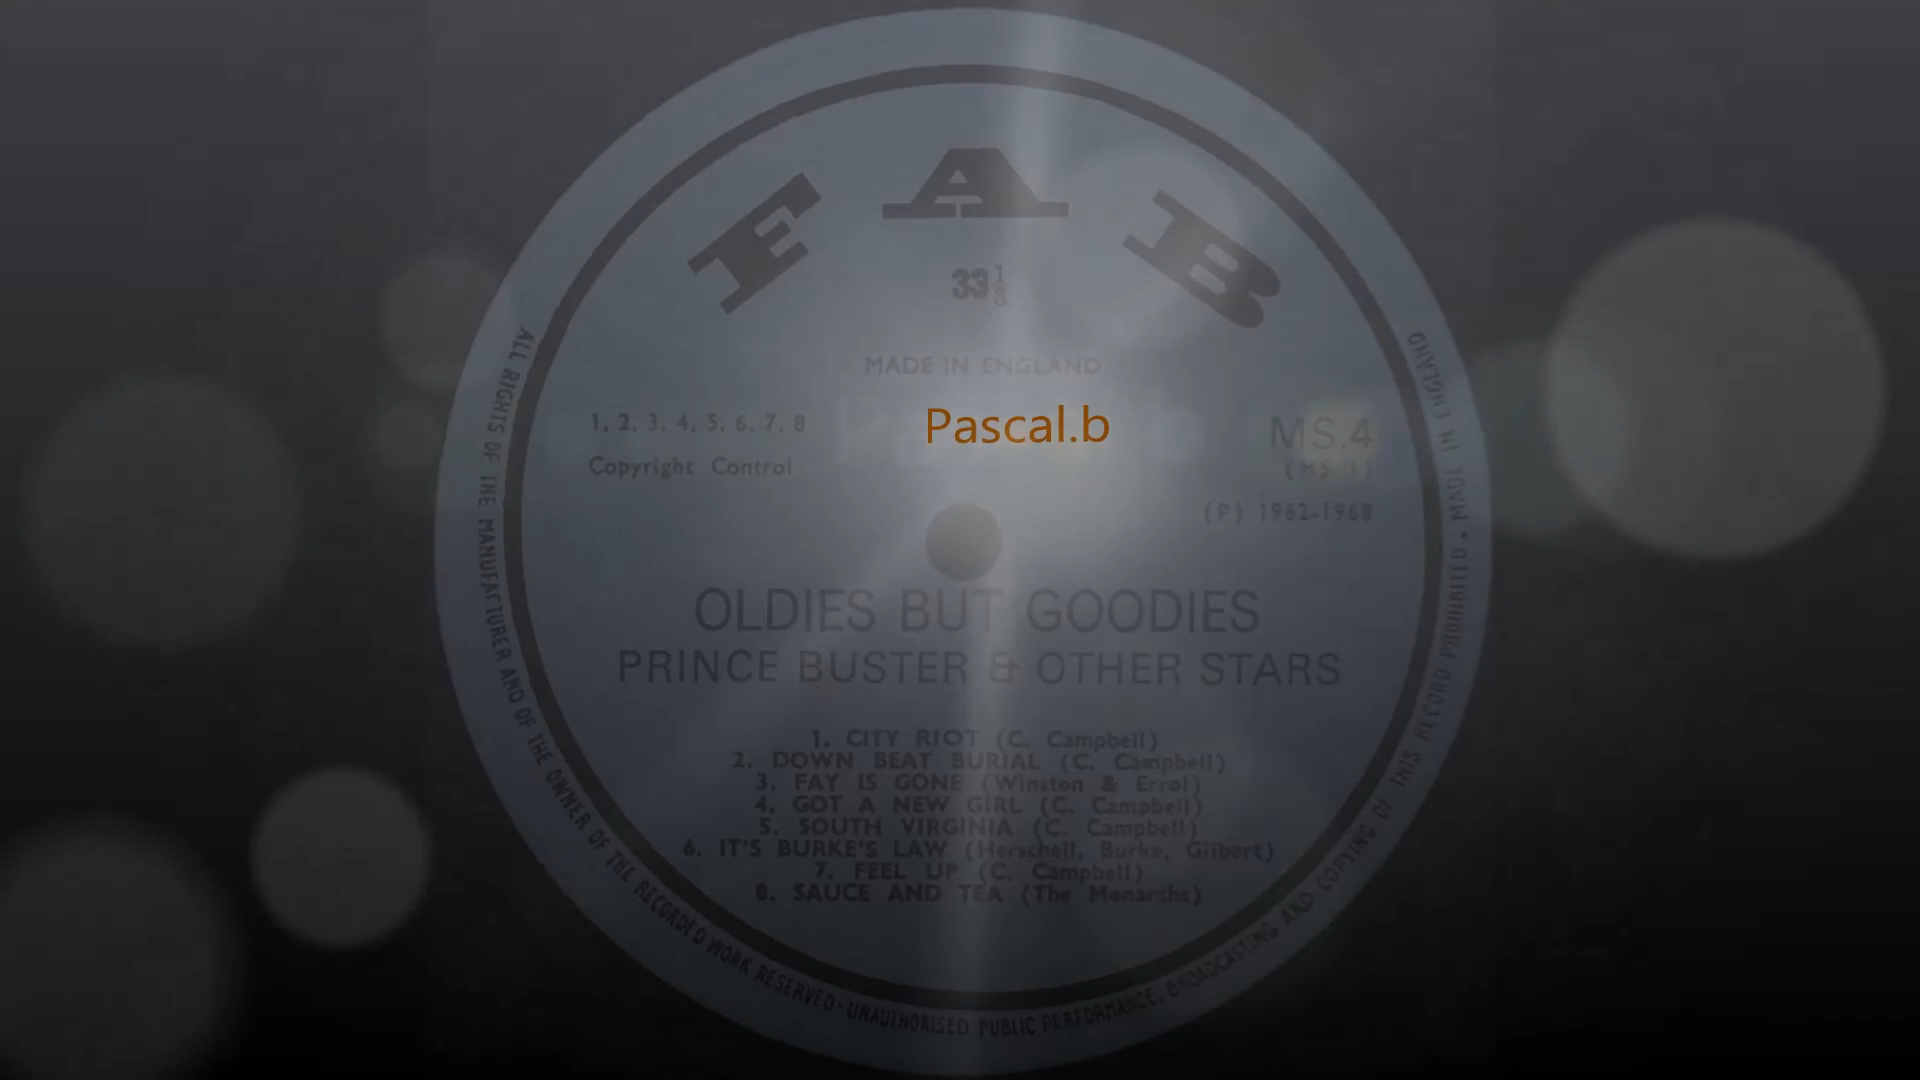 FAB
33⅓
MADE IN ENGLAND
1, 2, 3, 4, 5, 6, 7, 8
Copyright Control
Pascal.b
MS.4
(MS 1)
(P) 1962-1968
OLDIES BUT GOODIES
PRINCE BUSTER & OTHER STARS
1. CITY RIOT (C. Campbell)
2. DOWN BEAT BURIAL (C. Campbell)
3. FAY IS GONE (Winston & Errol)
4. GOT A NEW GIRL (C. Campbell)
5. SOUTH VIRGINIA (C. Campbell)
6. IT'S BURKE'S LAW (Herschell, Burke, Gilbert)
7. FEEL UP (C. Campbell)
8. SAUCE AND TEA (The Monarchs)
ALL RIGHTS OF THE MANUFACTURER AND OF THE OWNER OF THE RECORDED WORK RESERVED · UNAUTHORISED PUBLIC PERFORMANCE, BROADCASTING AND COPYING OF THIS RECORD PROHIBITED. MADE IN ENGLAND